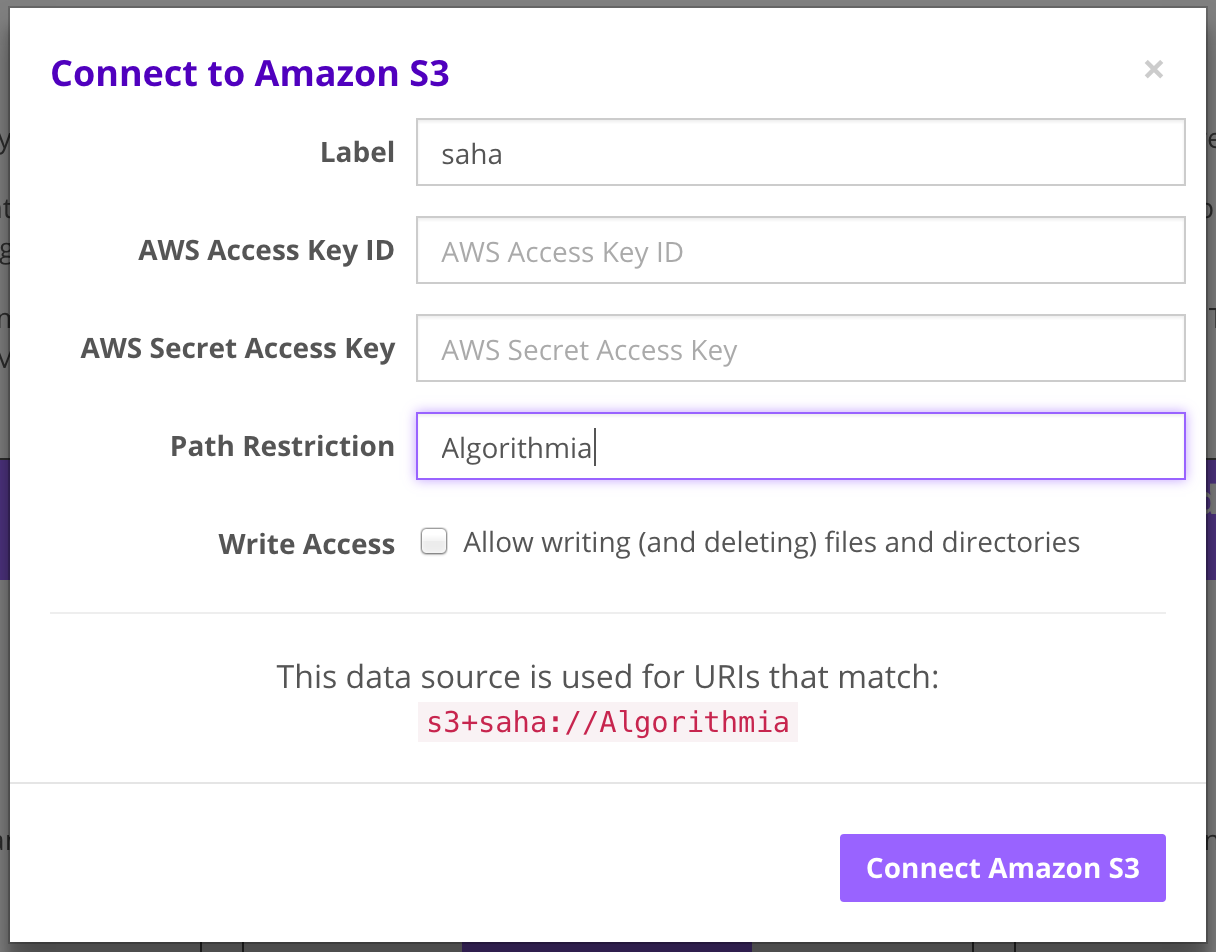 Connect to Amazon S3 ×
Label saha
AWS Access Key ID AWS Access Key ID
AWS Secret Access Key AWS Secret Access Key
Path Restriction Algorithmia
Write Access Allow writing (and deleting) files and directories
This data source is used for URIs that match:
s3+saha://Algorithmia
Connect Amazon S3